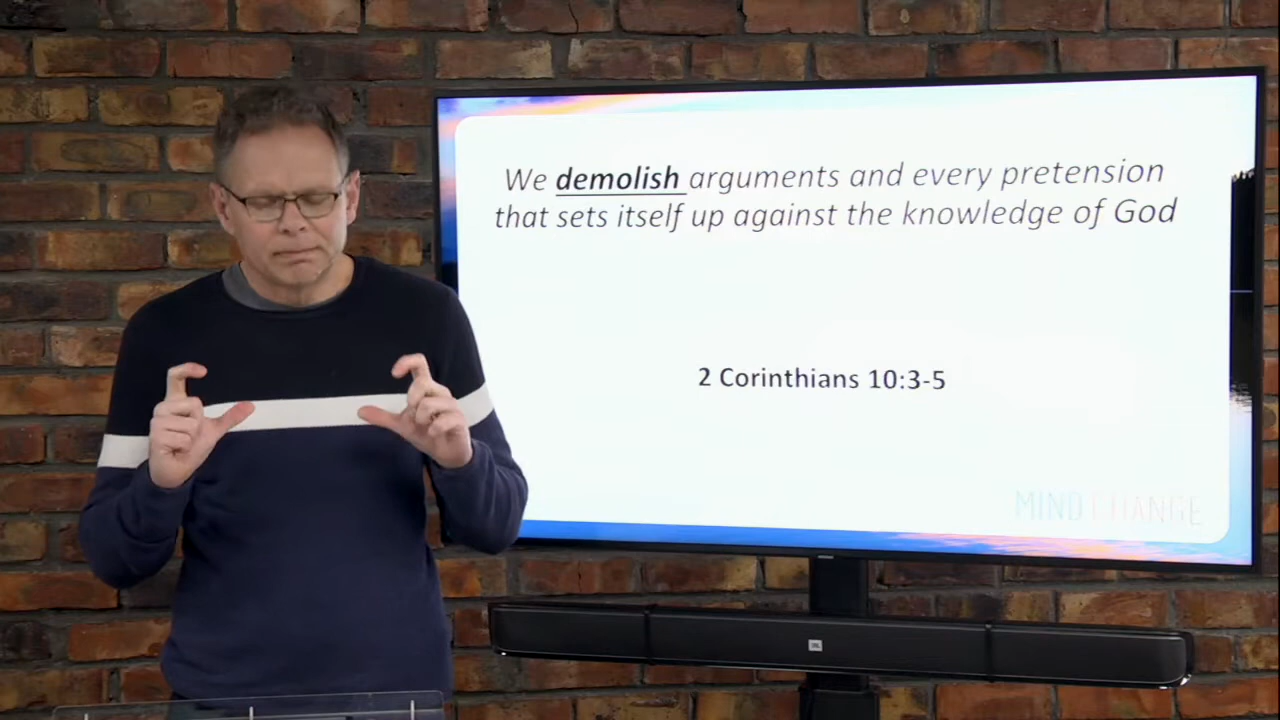 We demolish arguments and every pretension
that sets itself up against the knowledge of God
2 Corinthians 10:3-5
MIND CHANGE
JBL